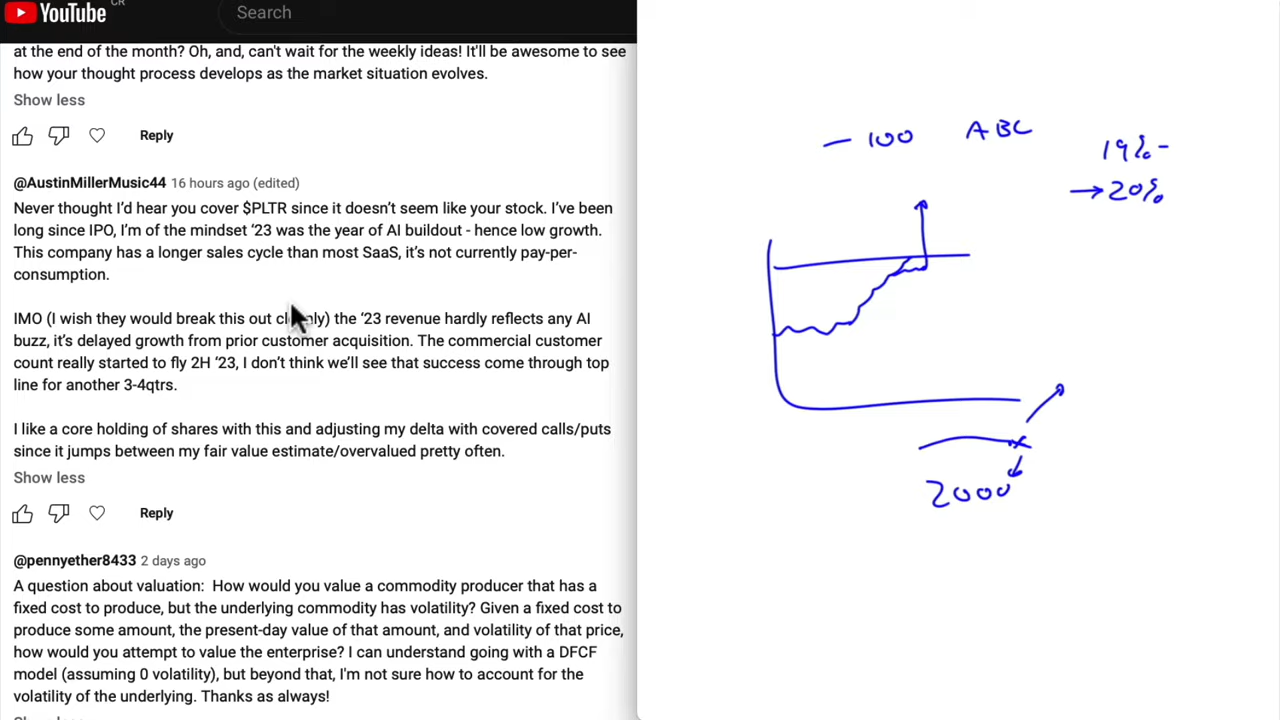 YouTube CR
Search
at the end of the month? Oh, and, can't wait for the weekly ideas! It'll be awesome to see
how your thought process develops as the market situation evolves.
Show less
Reply
@AustinMillerMusic44 16 hours ago (edited)
Never thought I'd hear you cover $PLTR since it doesn't seem like your stock. I've been
long since IPO, I'm of the mindset '23 was the year of AI buildout - hence low growth.
This company has a longer sales cycle than most SaaS, it's not currently pay-per-
consumption.
IMO (I wish they would break this out the '23 revenue hardly reflects any AI
buzz, it's delayed growth from prior customer acquisition. The commercial customer
count really started to fly 2H '23, I don't think we'll see that success come through top
line for another 3-4qtrs.
I like a core holding of shares with this and adjusting my delta with covered calls/puts
since it jumps between my fair value estimate/overvalued pretty often.
Show less
Reply
@pennyether8433 2 days ago
A question about valuation: How would you value a commodity producer that has a
fixed cost to produce, but the underlying commodity has volatility? Given a fixed cost to
produce some amount, the present-day value of that amount, and volatility of that price,
how would you attempt to value the enterprise? I can understand going with a DFCF
model (assuming 0 volatility), but beyond that, I'm not sure how to account for the
volatility of the underlying. Thanks as always!
Show less
- 100 ABC
19% -
→ 20%
2000